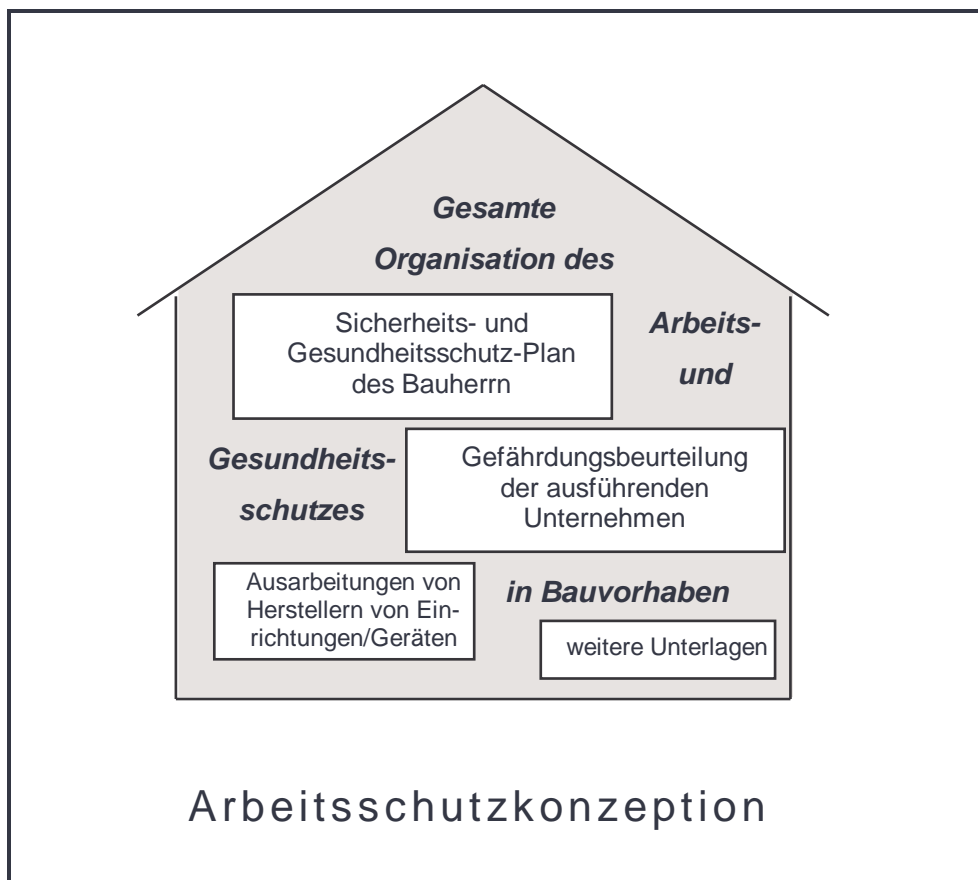 Gesamte
Organisation des
Sicherheits- und
Gesundheitsschutz-Plan
des Bauherrn
Arbeits-
und
Gesundheits-
schutzes
Gefährdungsbeurteilung
der ausführenden
Unternehmen
Ausarbeitungen von
Herstellern von Ein-
richtungen/Geräten
in Bauvorhaben
weitere Unterlagen
Arbeitsschutzkonzeption